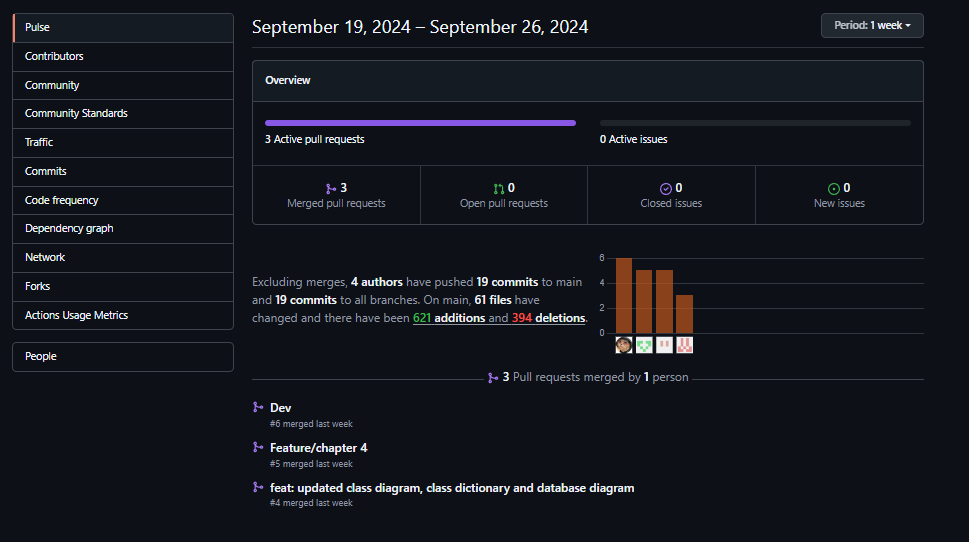 Pulse
Contributors
Community
Community Standards
Traffic
Commits
Code frequency
Dependency graph
Network
Forks
Actions Usage Metrics
People
September 19, 2024 – September 26, 2024
Period: 1 week
Overview
3 Active pull requests
0 Active issues
3
Merged pull requests
0
Open pull requests
0
Closed issues
0
New issues
Excluding merges, 4 authors have pushed 19 commits to main
and 19 commits to all branches. On main, 61 files have
changed and there have been 621 additions and 394 deletions.
6
4
2
0
3 Pull requests merged by 1 person
Dev
#6 merged last week
Feature/chapter 4
#5 merged last week
feat: updated class diagram, class dictionary and database diagram
#4 merged last week